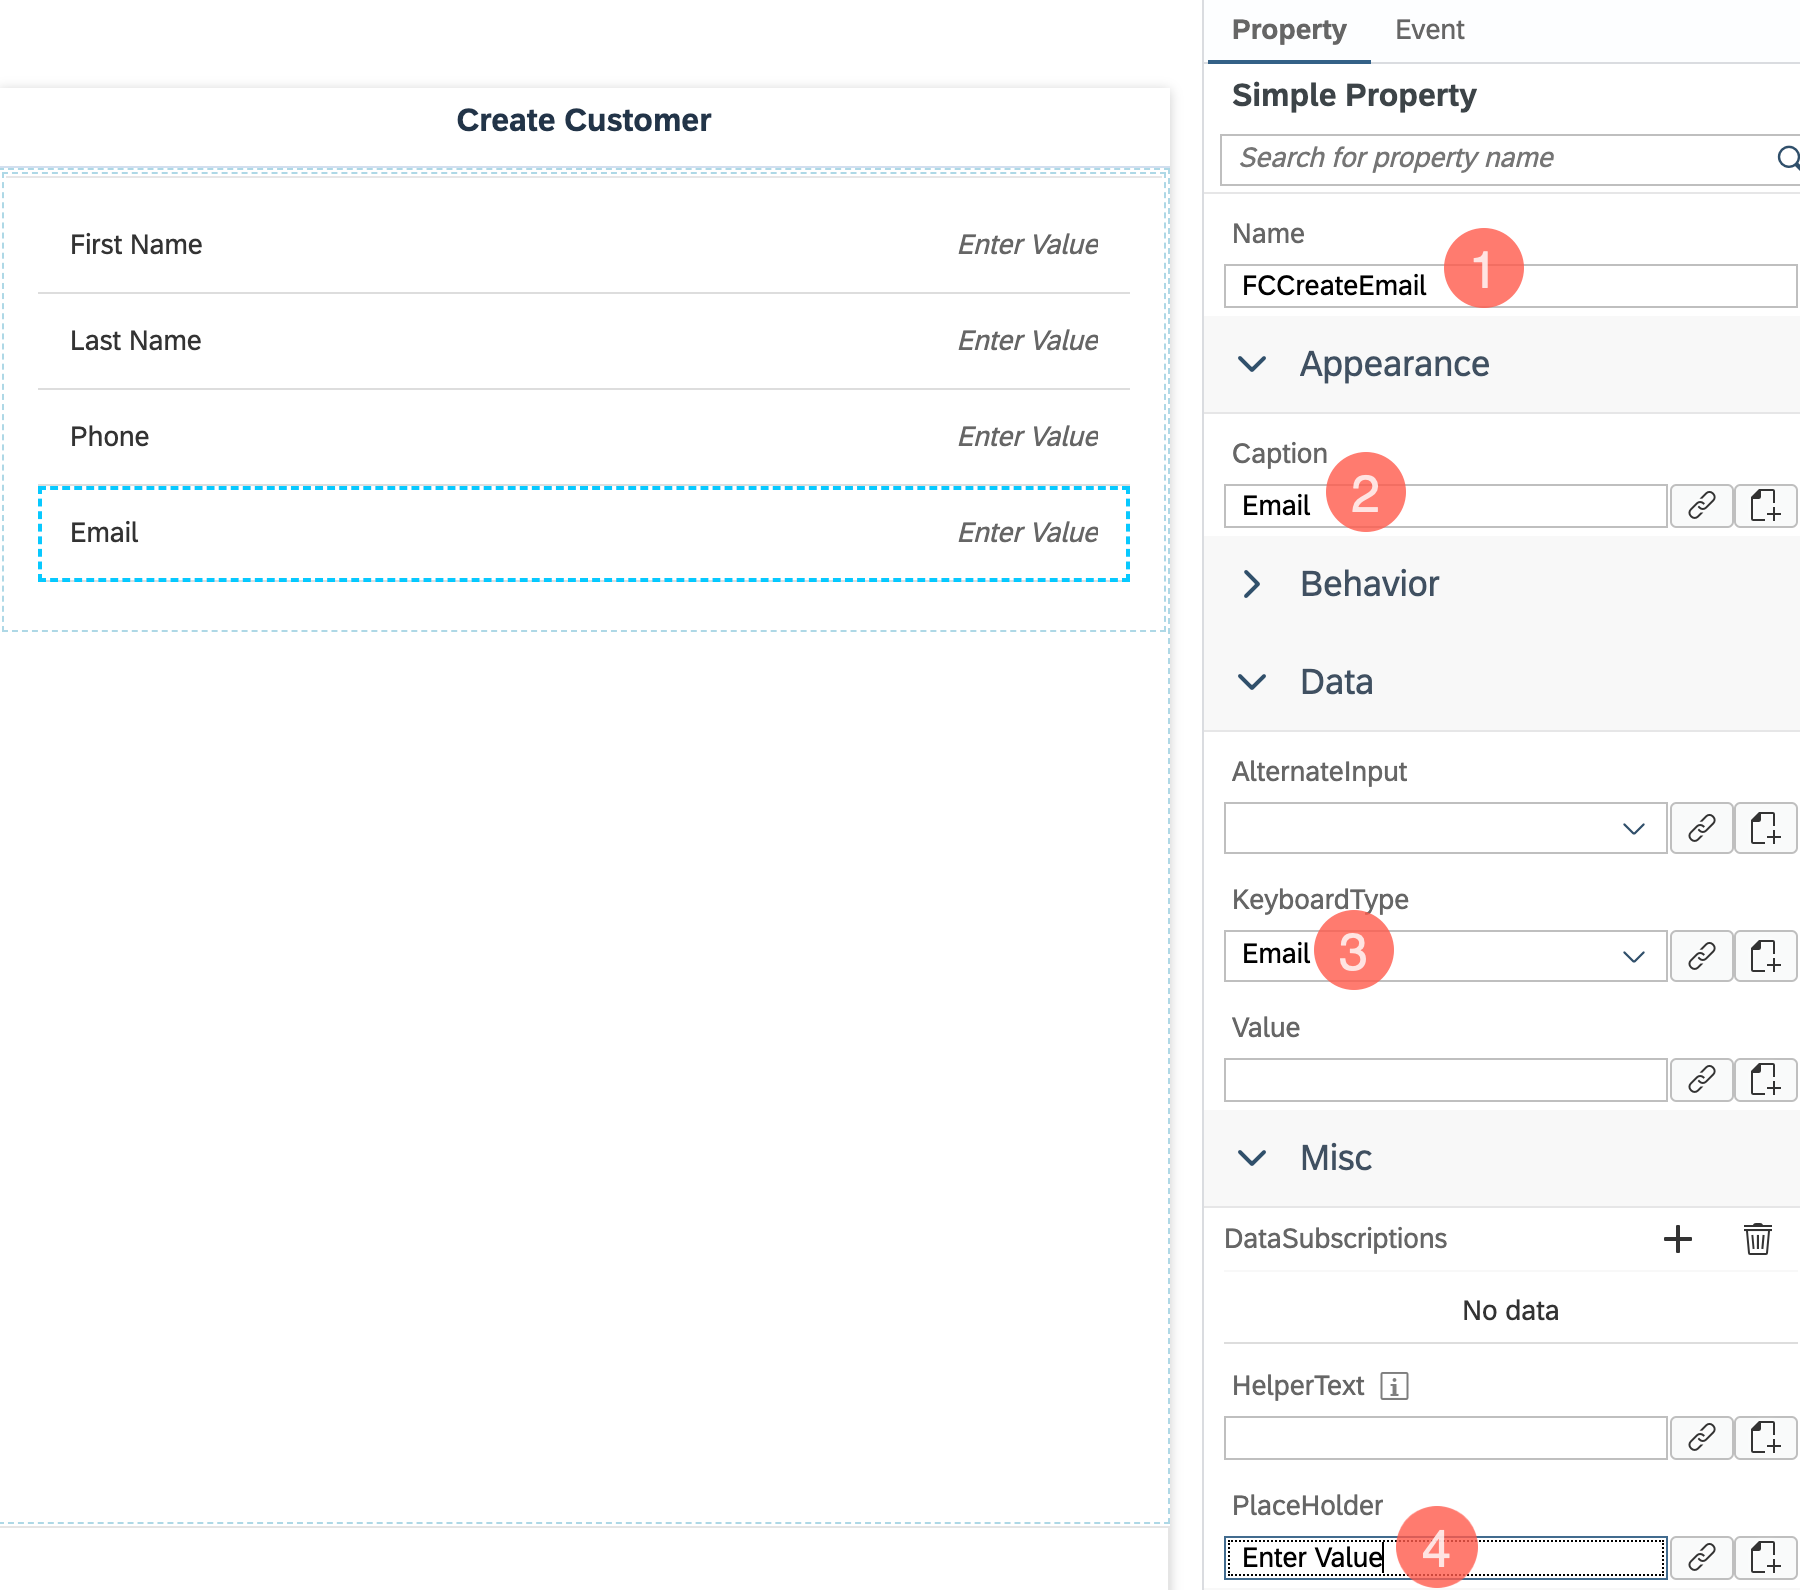 Create Customer
First Name Enter Value
Last Name Enter Value
Phone Enter Value
Email Enter Value
Property Event
Simple Property
Search for property name
Name
FCCreateEmail 1
Appearance
Caption
Email 2
Behavior
Data
AlternateInput
KeyboardType
Email 3
Value
Misc
DataSubscriptions
No data
HelperText i
PlaceHolder
Enter Value 4